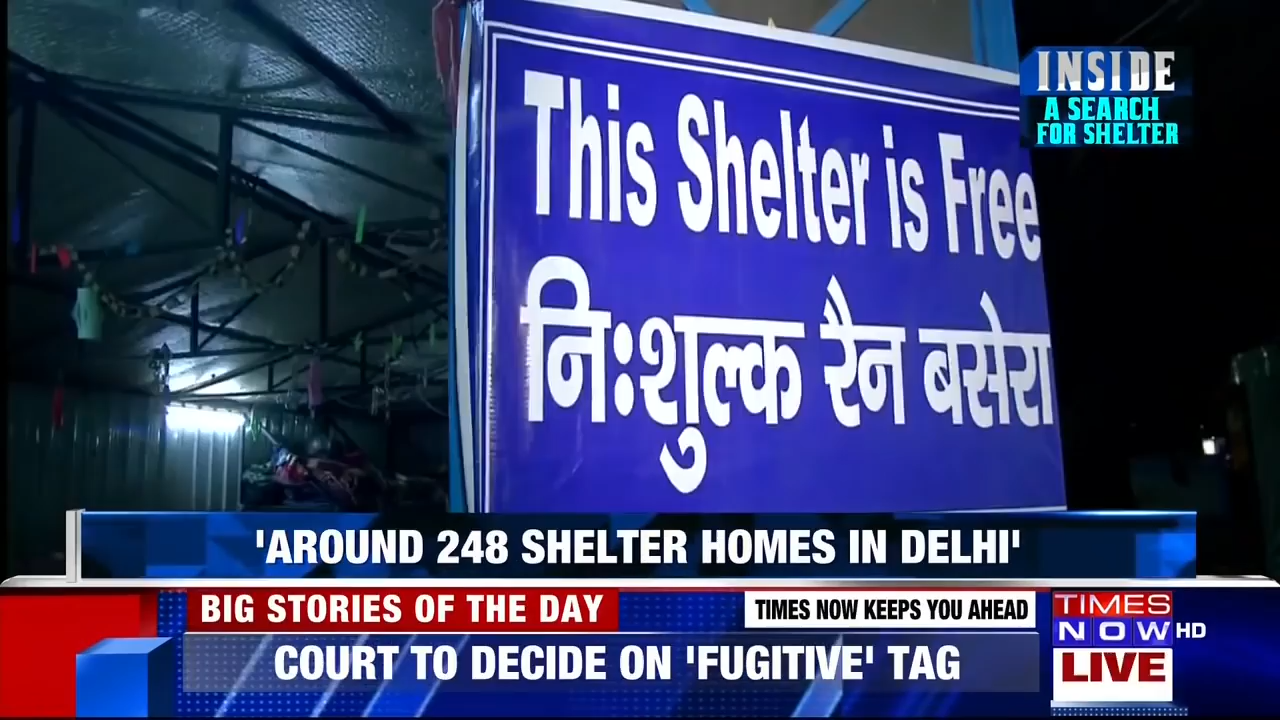 INSIDE
A SEARCH
FOR SHELTER
This Shelter is Free
निःशुल्क रैन बसेरा
'AROUND 248 SHELTER HOMES IN DELHI'
BIG STORIES OF THE DAY
TIMES NOW KEEPS YOU AHEAD
COURT TO DECIDE ON 'FUGITIVE' TAG
TIMES
NOW HD
LIVE